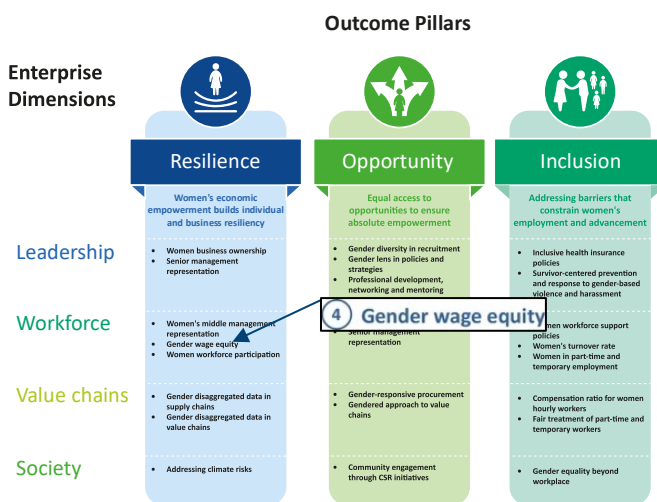 Outcome Pillars
Enterprise
Dimensions
Resilience
Opportunity
Inclusion
Women's economic
empowerment builds individual
and business resiliency
Equal access to
opportunities to ensure
absolute empowerment
Addressing barriers that
constrain women's
employment and advancement
Leadership
• Women business ownership
• Senior management
representation
• Gender diversity in recruitment
• Gender lens in policies and
strategies
• Professional development,
networking and mentoring
• Inclusive health insurance
policies
• Survivor-centered prevention
and response to gender-based
violence and harassment
Workforce
• Women's middle management
representation
• Gender wage equity
• Women workforce participation
4 Gender wage equity
Senior management
representation
workforce support
policies
• Women's turnover rate
• Women in part-time and
temporary employment
Value chains
• Gender disaggregated data in
supply chains
• Gender disaggregated data in
value chains
• Gender-responsive procurement
• Gendered approach to value
chains
• Compensation ratio for women
hourly workers
• Fair treatment of part-time and
temporary workers
Society
• Addressing climate risks
• Community engagement
through CSR initiatives
• Gender equality beyond
workplace